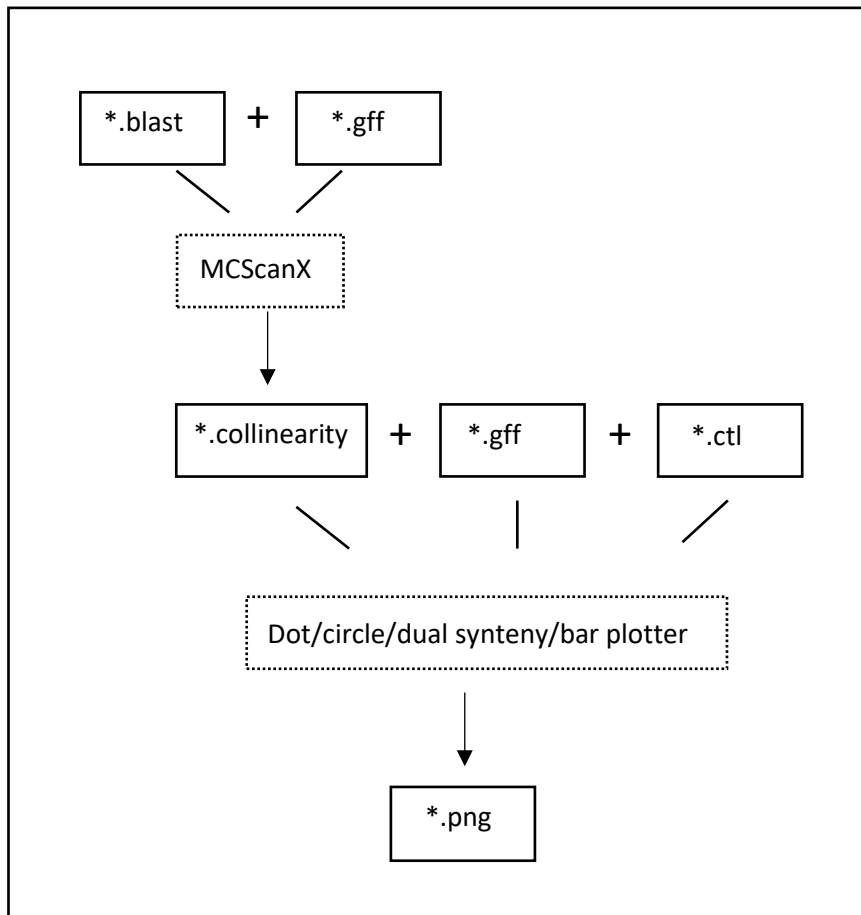 *.blast + *.gff
MCScanX
*.collinearity + *.gff + *.ctl
Dot/circle/dual synteny/bar plotter
*.png